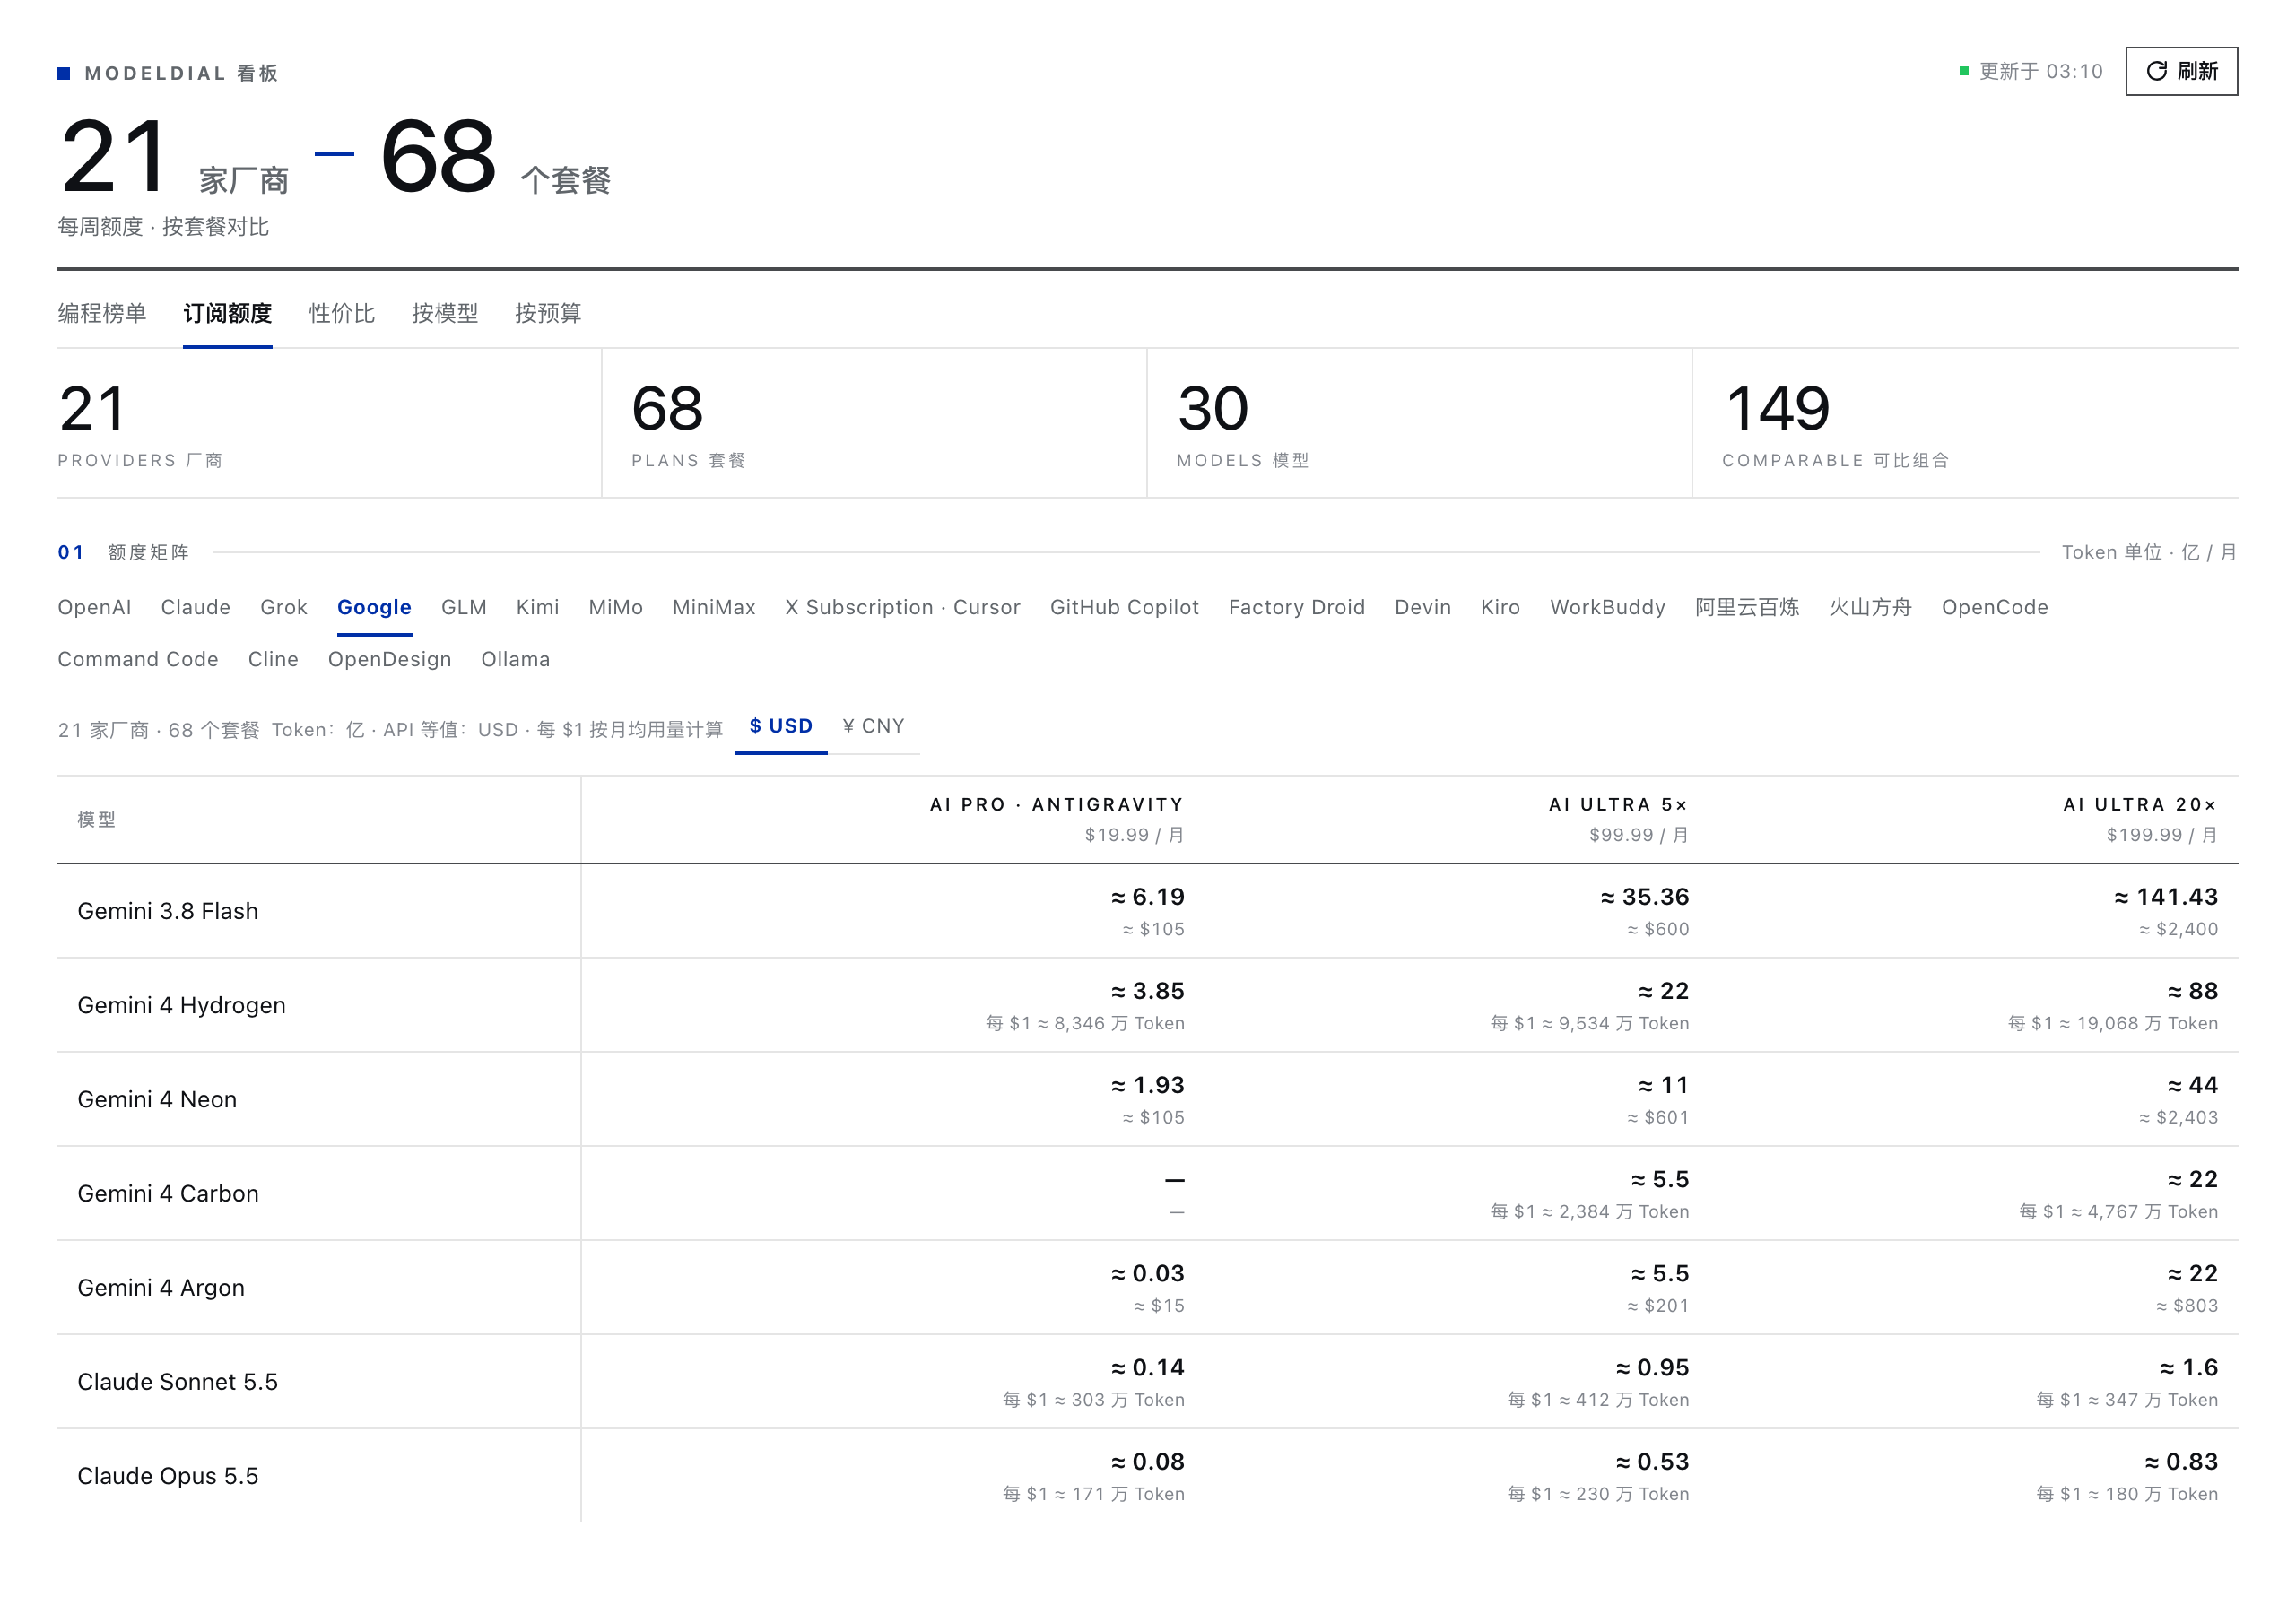 MODELDIAL 看板
更新于 03:10
刷新
21 家厂商 — 68 个套餐
每周额度 · 按套餐对比
编程榜单 订阅额度 性价比 按模型 按预算
21
PROVIDERS 厂商
68
PLANS 套餐
30
MODELS 模型
149
COMPARABLE 可比组合
01 额度矩阵
Token 单位 · 亿 / 月
OpenAI Claude Grok Google GLM Kimi MiMo MiniMax X Subscription · Cursor GitHub Copilot Factory Droid Devin Kiro WorkBuddy 阿里云百炼 火山方舟 OpenCode
Command Code Cline OpenDesign Ollama
21 家厂商 · 68 个套餐 Token：亿 · API 等值：USD · 每 $1 按月均用量计算 $ USD ¥ CNY
模型
AI PRO · ANTIGRAVITY
$19.99 / 月
AI ULTRA 5×
$99.99 / 月
AI ULTRA 20×
$199.99 / 月
Gemini 3.8 Flash
≈ 6.19
≈ $105
≈ 35.36
≈ $600
≈ 141.43
≈ $2,400
Gemini 4 Hydrogen
≈ 3.85
每 $1 ≈ 8,346 万 Token
≈ 22
每 $1 ≈ 9,534 万 Token
≈ 88
每 $1 ≈ 19,068 万 Token
Gemini 4 Neon
≈ 1.93
≈ $105
≈ 11
≈ $601
≈ 44
≈ $2,403
Gemini 4 Carbon
—
—
≈ 5.5
每 $1 ≈ 2,384 万 Token
≈ 22
每 $1 ≈ 4,767 万 Token
Gemini 4 Argon
≈ 0.03
≈ $15
≈ 5.5
≈ $201
≈ 22
≈ $803
Claude Sonnet 5.5
≈ 0.14
每 $1 ≈ 303 万 Token
≈ 0.95
每 $1 ≈ 412 万 Token
≈ 1.6
每 $1 ≈ 347 万 Token
Claude Opus 5.5
≈ 0.08
每 $1 ≈ 171 万 Token
≈ 0.53
每 $1 ≈ 230 万 Token
≈ 0.83
每 $1 ≈ 180 万 Token